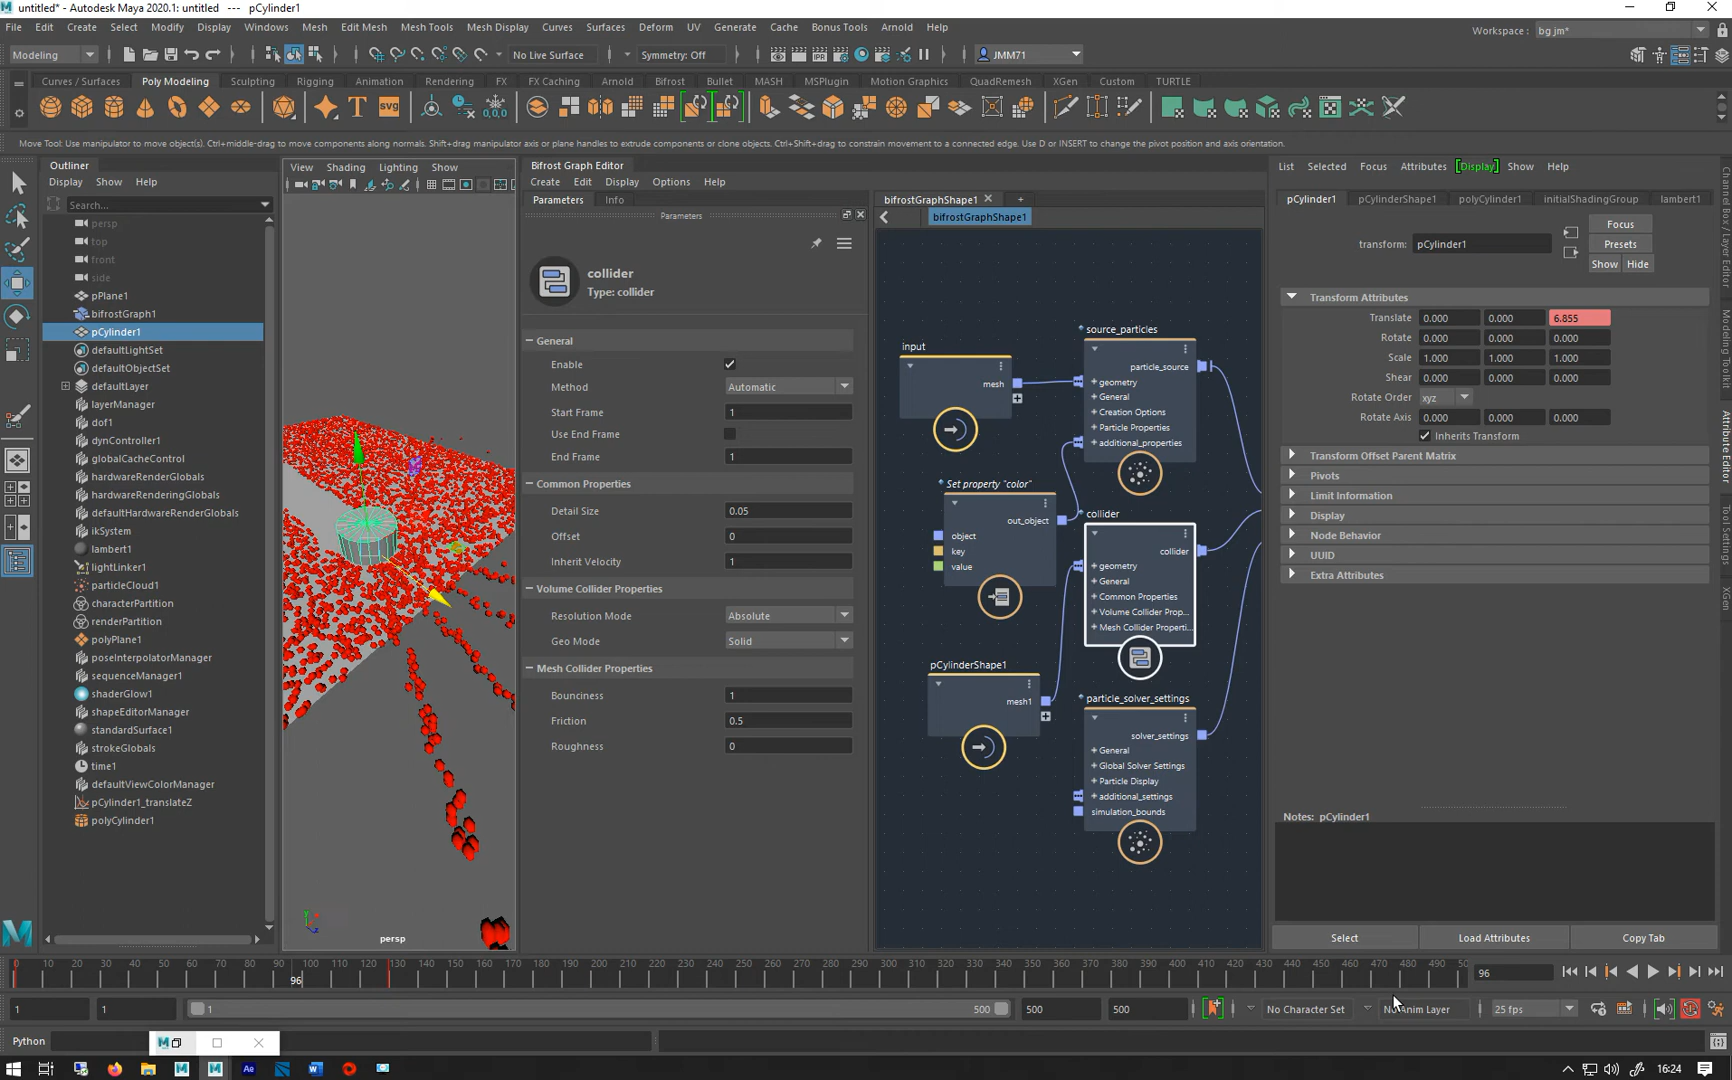 untitled* - Autodesk Maya 2020.1: untitled --- pCylinder1
File Edit Create Select Modify Display Windows Mesh Edit Mesh Mesh Tools Mesh Display Curves Surfaces Deform UV Generate Cache Bonus Tools Arnold Help
Workspace : bg jm*
Modeling No Live Surface Symmetry: Off JMM71
Curves / Surfaces Poly Modeling Sculpting Rigging Animation Rendering FX FX Caching Arnold Bifrost Bullet MASH MSPlugin Motion Graphics QuadRemesh XGen Custom TURTLE
Move Tool: Use manipulator to move object(s). Ctrl+middle-drag to move components along normals. Shift+drag manipulator axis or plane handles to extrude components or clone objects. Ctrl+Shift+drag to constrain movement to a connected edge. Use D or INSERT to change the pivot position and axis orientation.
Outliner
Display Show Help
Search...
persp
top
front
side
pPlane1
bifrostGraph1
pCylinder1
defaultLightSet
defaultObjectSet
defaultLayer
layerManager
dof1
dynController1
globalCacheControl
hardwareRenderGlobals
hardwareRenderingGlobals
defaultHardwareRenderGlobals
ikSystem
lambert1
lightLinker1
particleCloud1
characterPartition
renderPartition
polyPlane1
poseInterpolatorManager
sequenceManager1
shaderGlow1
shapeEditorManager
standardSurface1
strokeGlobals
time1
defaultViewColorManager
pCylinder1_translateZ
polyCylinder1
View Shading Lighting Show
persp
Bifrost Graph Editor
Create Edit Display Options Help
Parameters Info
Parameters
collider
Type: collider
General
Enable
Method Automatic
Start Frame 1
Use End Frame
End Frame 1
Common Properties
Detail Size 0.05
Offset 0
Inherit Velocity 1
Volume Collider Properties
Resolution Mode Absolute
Geo Mode Solid
Mesh Collider Properties
Bounciness 1
Friction 0.5
Roughness 0
bifrostGraphShape1
bifrostGraphShape1
input
mesh
source_particles
particle_source
geometry
General
Creation Options
Particle Properties
additional_properties
Set property "color"
out_object
object
key
value
collider
collider
geometry
General
Common Properties
Volume Collider Prop...
Mesh Collider Properti...
pCylinderShape1
mesh1
particle_solver_settings
solver_settings
General
Global Solver Settings
Particle Display
additional_settings
simulation_bounds
List Selected Focus Attributes Display Show Help
pCylinder1 pCylinderShape1 polyCylinder1 initialShadingGroup lambert1
transform: pCylinder1
Focus
Presets
Show Hide
Transform Attributes
Translate 0.000 0.000 6.855
Rotate 0.000 0.000 0.000
Scale 1.000 1.000 1.000
Shear 0.000 0.000 0.000
Rotate Order xyz
Rotate Axis 0.000 0.000 0.000
Inherits Transform
Transform Offset Parent Matrix
Pivots
Limit Information
Display
Node Behavior
UUID
Extra Attributes
Notes: pCylinder1
Select Load Attributes Copy Tab
Channel Box / Layer Editor
Modeling Toolkit
Attribute Editor
Tool Settings
XGen
0 10 20 30 40 50 60 70 80 90 100 110 120 130 140 150 160 170 180 190 200 210 220 230 240 250 260 270 280 290 300 310 320 330 340 350 360 370 380 390 400 410 420 430 440 450 460 470 480 490 50
96
96
1 1 1 500 500 500 No Character Set No Anim Layer 25 fps
Python
16:24